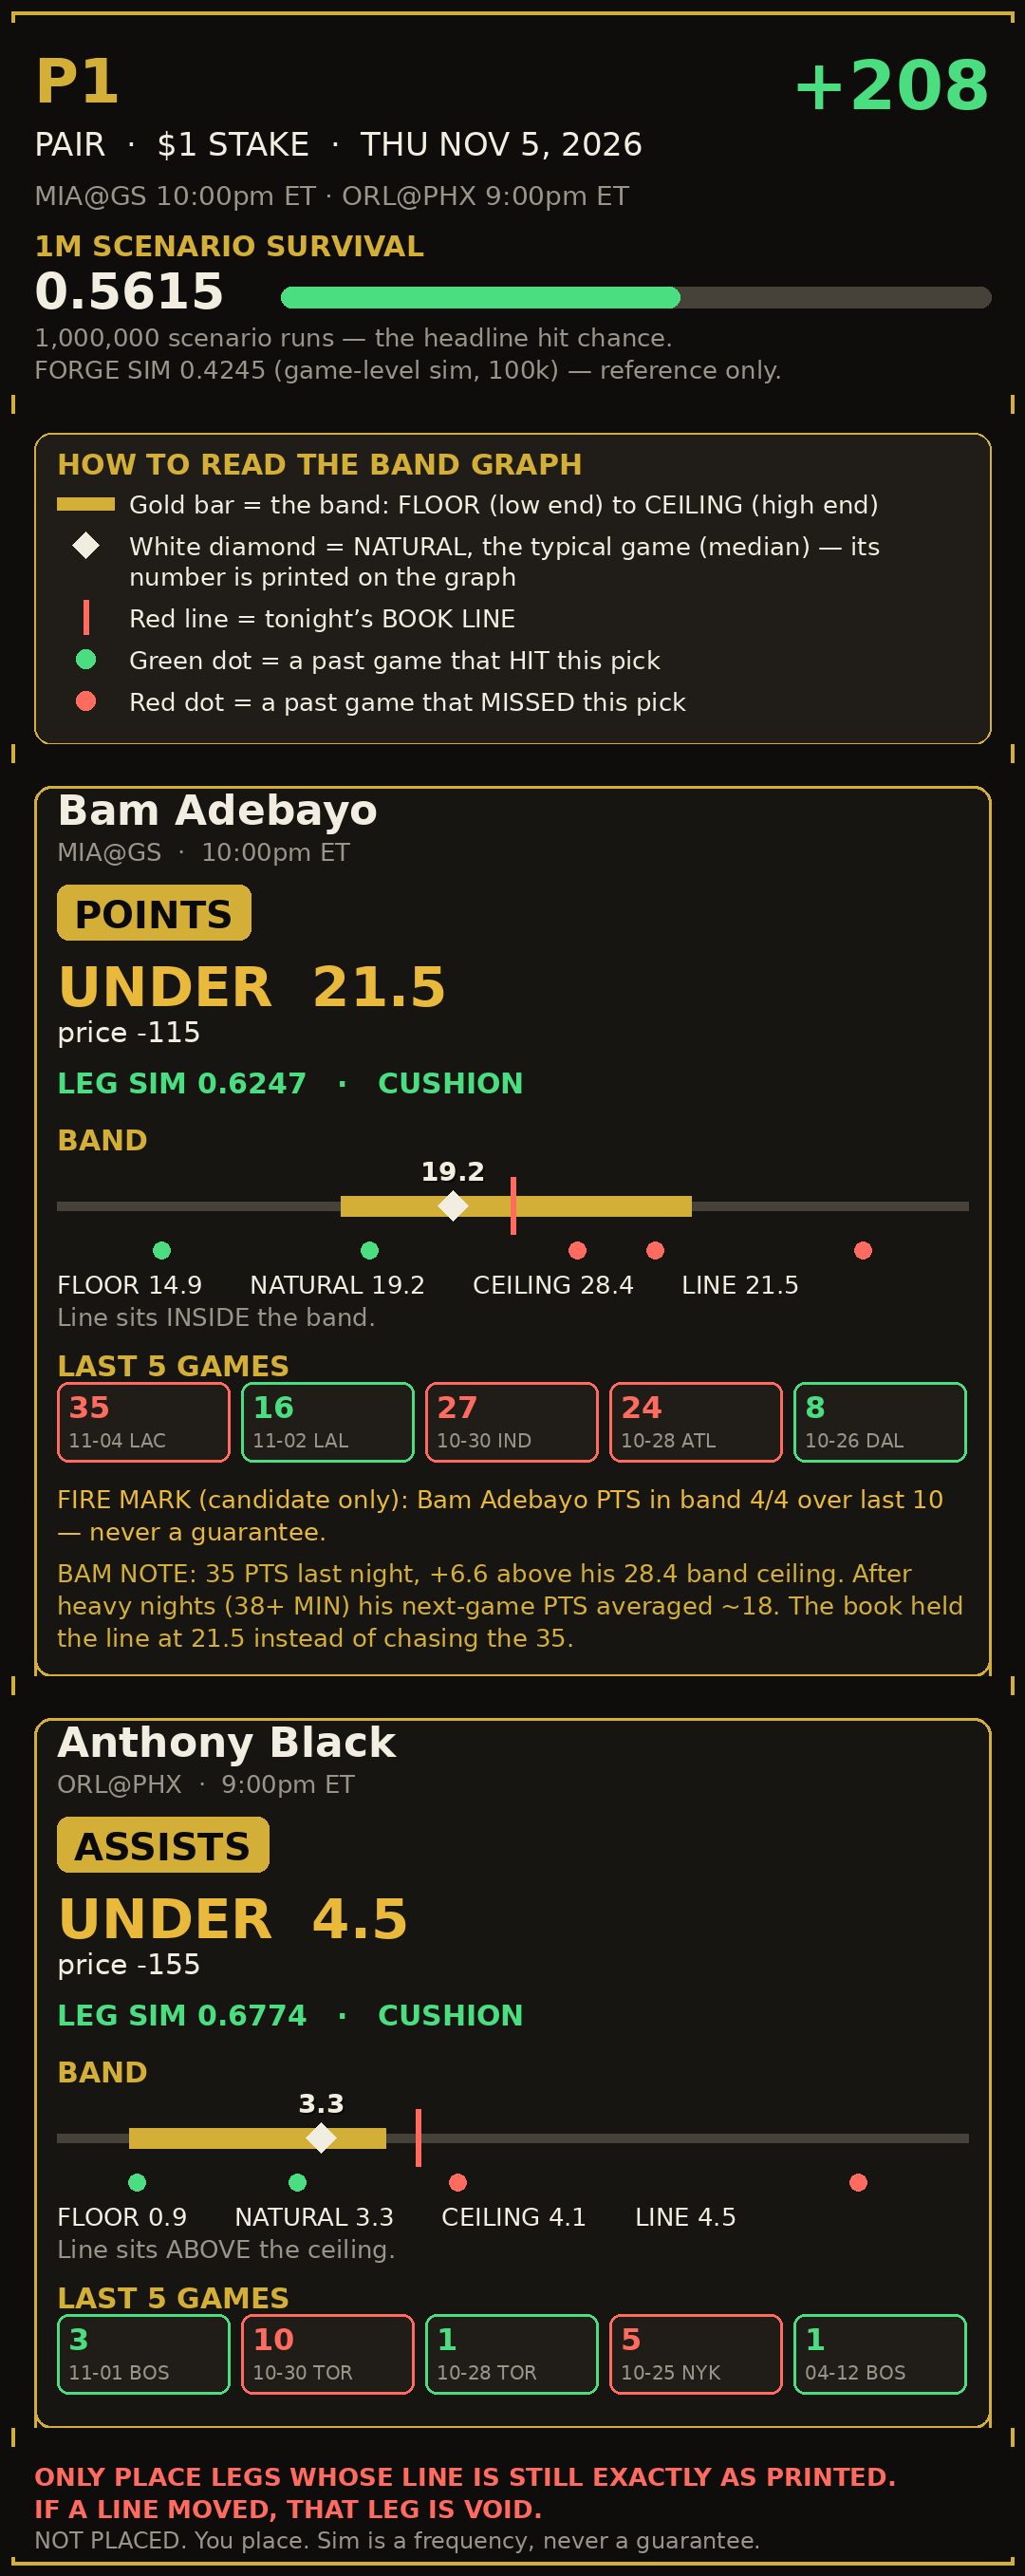 P1
+208
PAIR · $1 STAKE · THU NOV 5, 2026
MIA@GS 10:00pm ET · ORL@PHX 9:00pm ET
1M SCENARIO SURVIVAL
0.5615
1,000,000 scenario runs — the headline hit chance.
FORGE SIM 0.4245 (game-level sim, 100k) — reference only.
HOW TO READ THE BAND GRAPH
Gold bar = the band: FLOOR (low end) to CEILING (high end)
White diamond = NATURAL, the typical game (median) — its
number is printed on the graph
Red line = tonight’s BOOK LINE
Green dot = a past game that HIT this pick
Red dot = a past game that MISSED this pick
Bam Adebayo
MIA@GS · 10:00pm ET
POINTS
UNDER 21.5
price -115
LEG SIM 0.6247 · CUSHION
BAND
19.2
FLOOR 14.9 NATURAL 19.2 CEILING 28.4 LINE 21.5
Line sits INSIDE the band.
LAST 5 GAMES
35 16 27 24 8
11-04 LAC 11-02 LAL 10-30 IND 10-28 ATL 10-26 DAL
FIRE MARK (candidate only): Bam Adebayo PTS in band 4/4 over last 10
— never a guarantee.
BAM NOTE: 35 PTS last night, +6.6 above his 28.4 band ceiling. After
heavy nights (38+ MIN) his next-game PTS averaged ~18. The book held
the line at 21.5 instead of chasing the 35.
Anthony Black
ORL@PHX · 9:00pm ET
ASSISTS
UNDER 4.5
price -155
LEG SIM 0.6774 · CUSHION
BAND
3.3
FLOOR 0.9 NATURAL 3.3 CEILING 4.1 LINE 4.5
Line sits ABOVE the ceiling.
LAST 5 GAMES
3 10 1 5 1
11-01 BOS 10-30 TOR 10-28 TOR 10-25 NYK 04-12 BOS
ONLY PLACE LEGS WHOSE LINE IS STILL EXACTLY AS PRINTED.
IF A LINE MOVED, THAT LEG IS VOID.
NOT PLACED. You place. Sim is a frequency, never a guarantee.